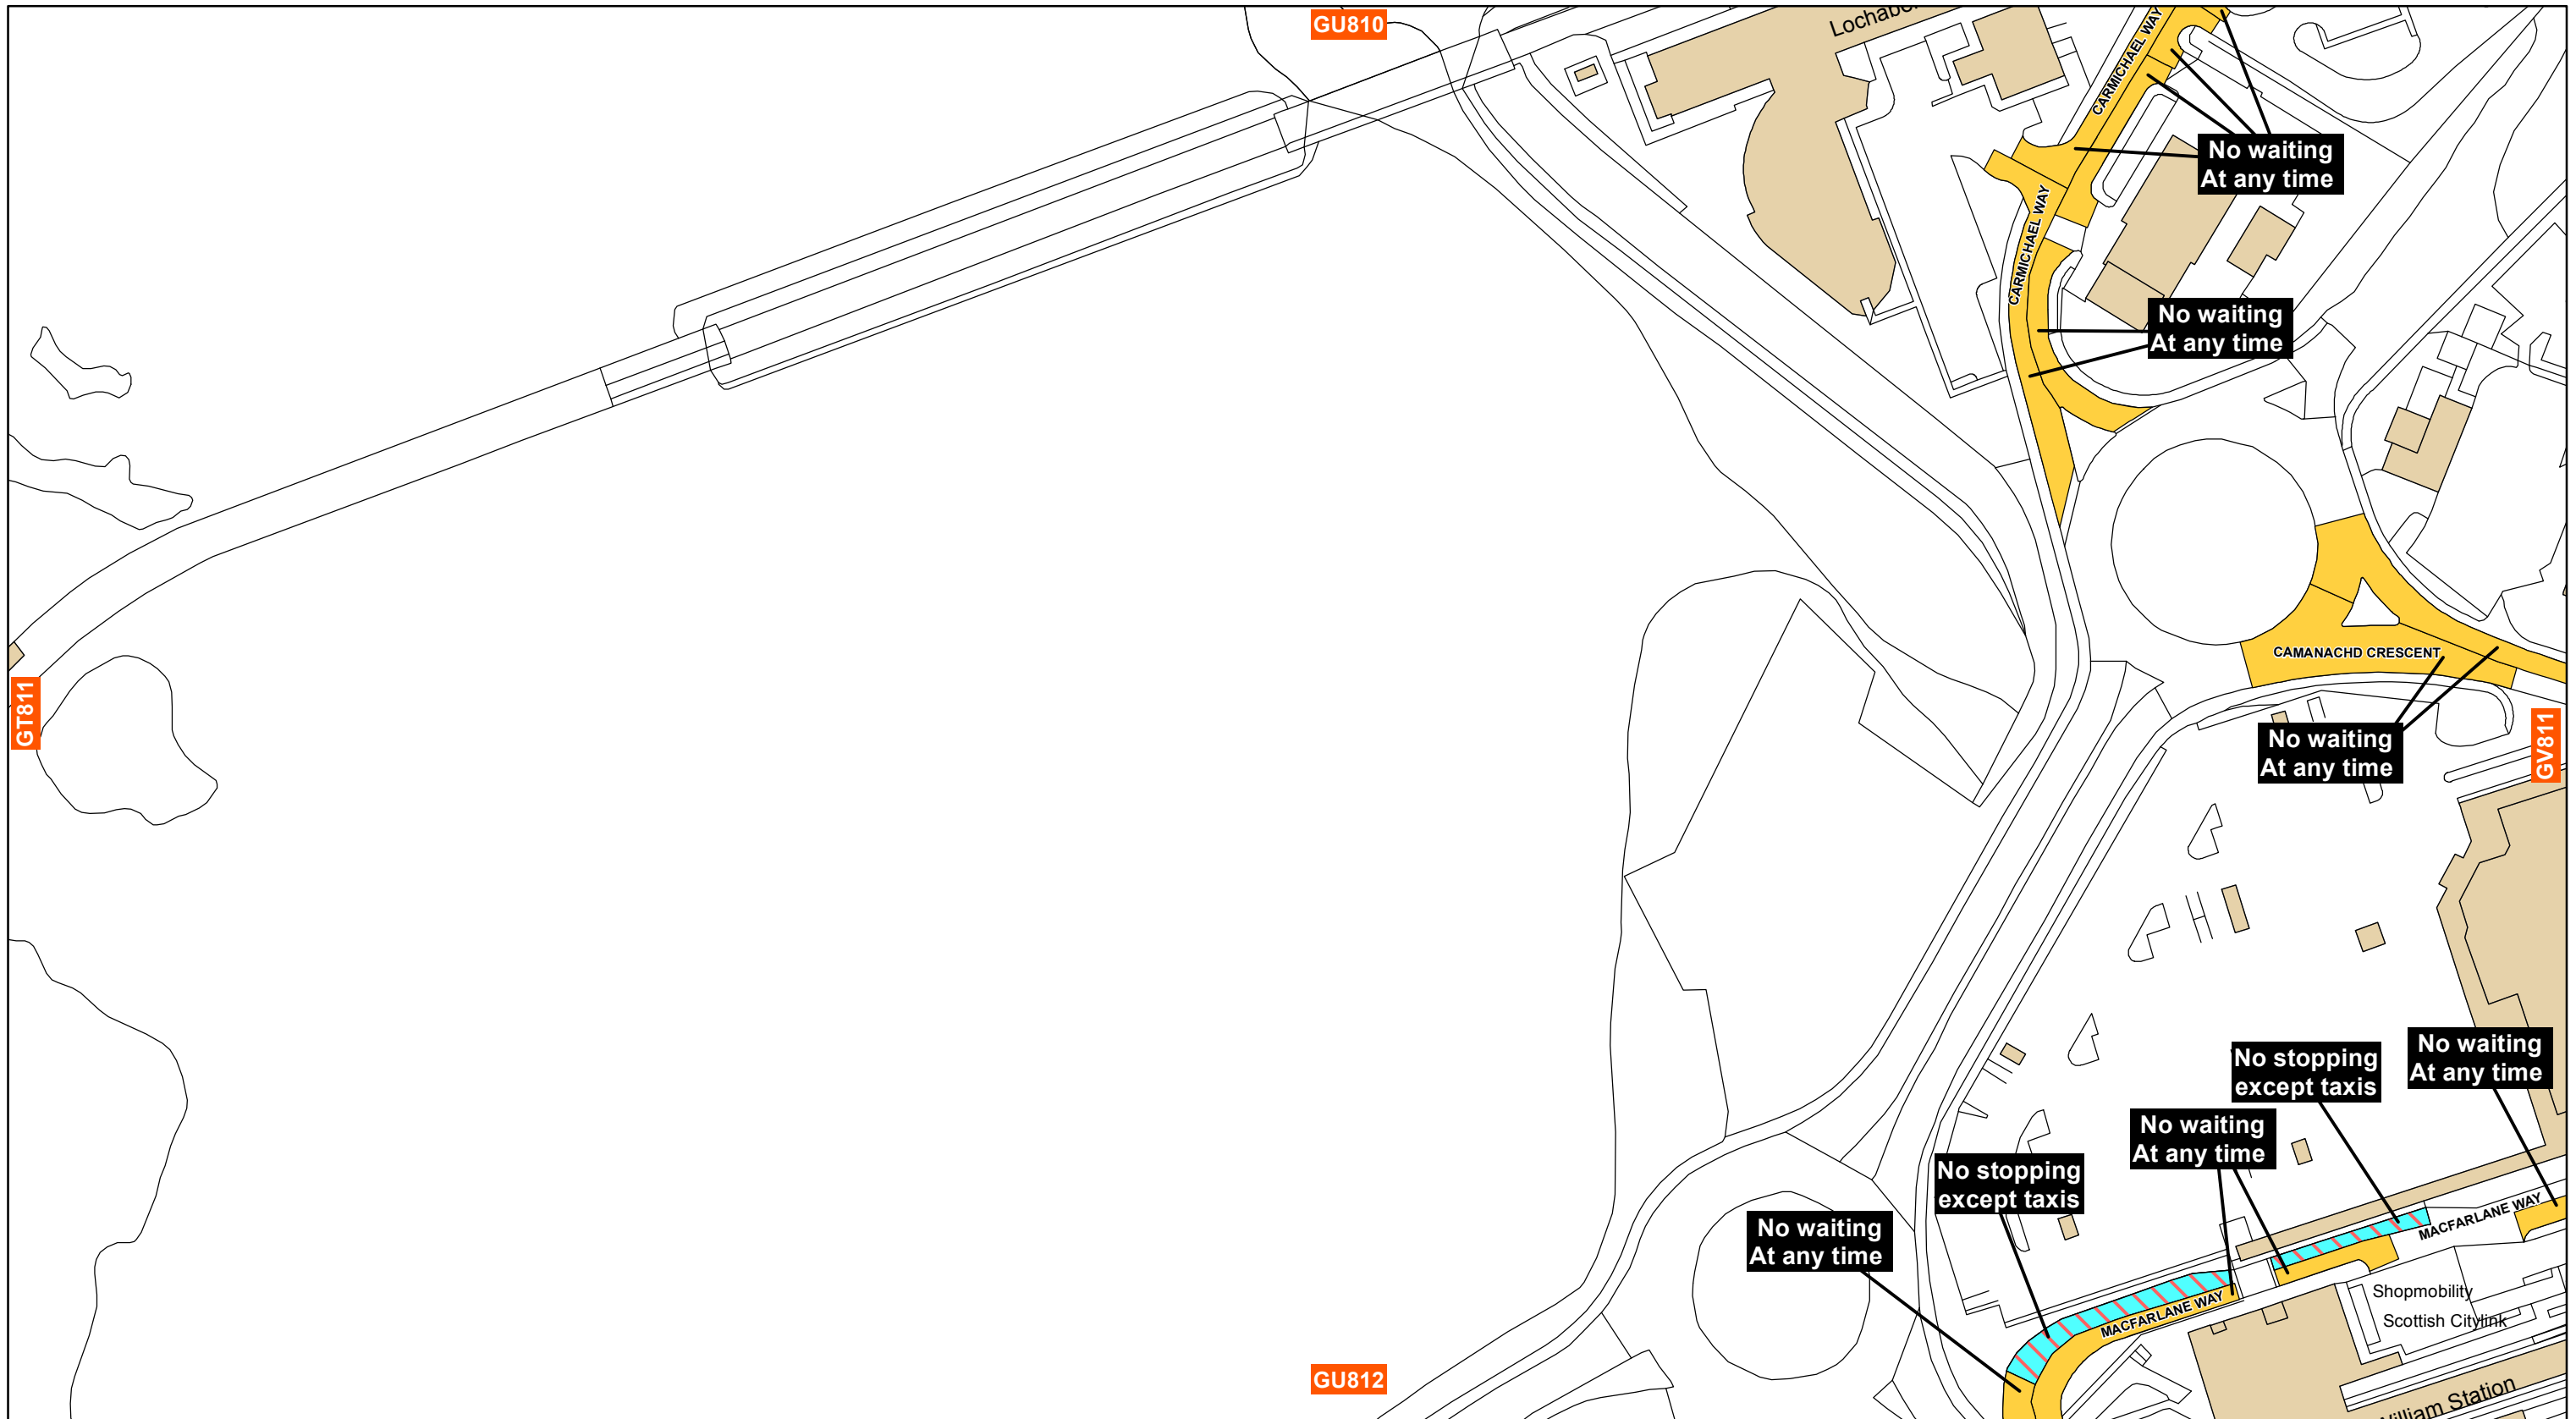 GU810
CARMICHAEL WAY
No waiting
At any time
CARMICHAEL WAY
No waiting
At any time
CAMANACHD CRESCENT
GT811
No waiting
At any time
GV811
No waiting
At any time
No stopping
except taxis
No waiting
At any time
No stopping
except taxis
No waiting
At any time
MACFARLANE WAY
MACFARLANE WAY
Shopmobility
Scottish Citylink
GU812
Station